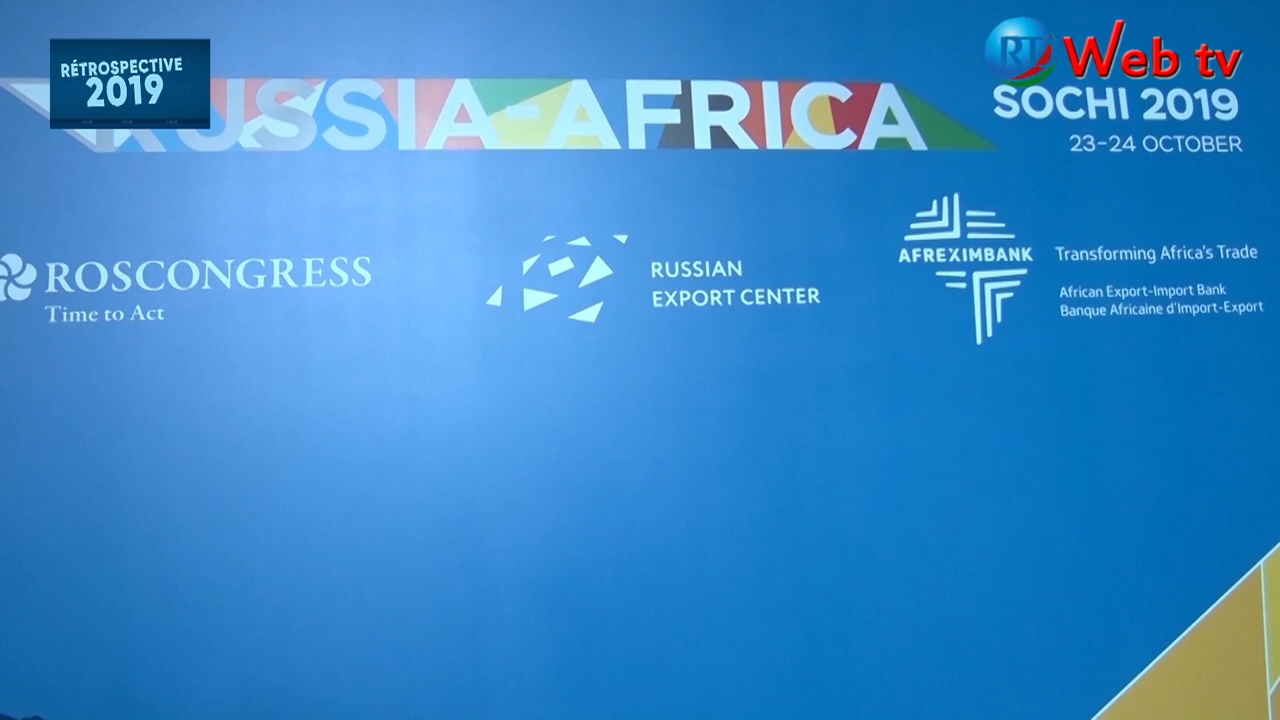 RÉTROSPECTIVE
2019
RT Web tv
RUSSIA-AFRICA
SOCHI 2019
23–24 OCTOBER
ROSCONGRESS
Time to Act
RUSSIAN
EXPORT CENTER
AFREXIMBANK
Transforming Africa's Trade
African Export-Import Bank
Banque Africaine d'Import-Export